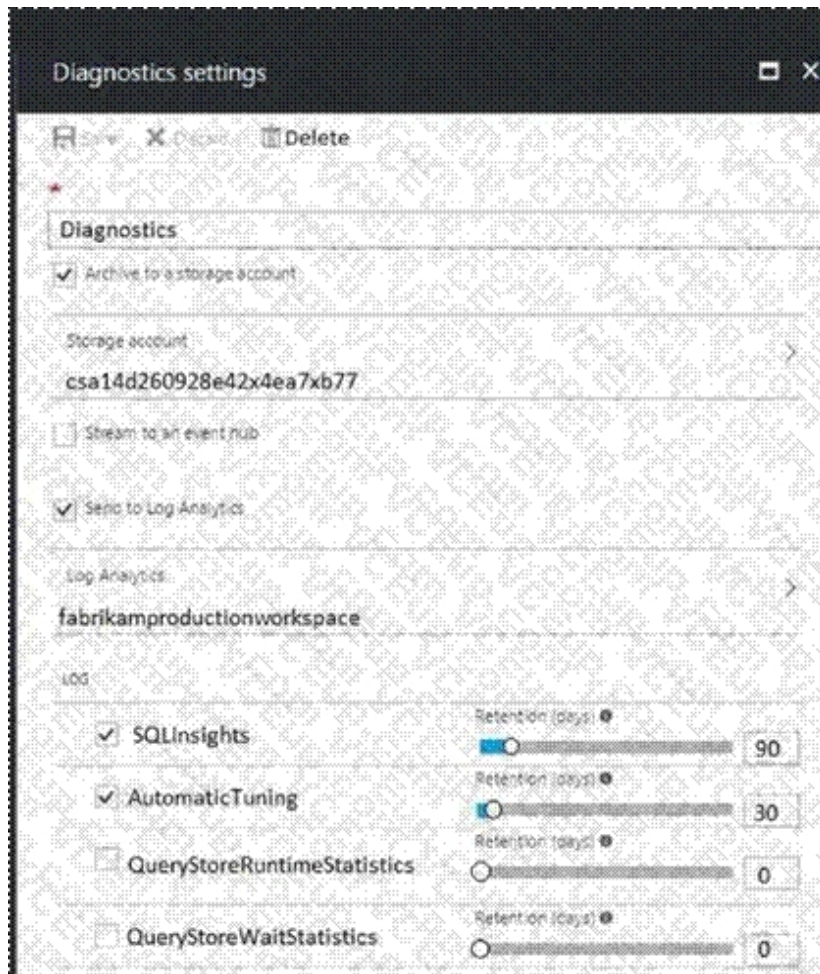 Diagnostics settings
Save Discard Delete
*
Diagnostics
Archive to a storage account
Storage account
csa14d260928e42x4ea7xb77
Stream to an event hub
Send to Log Analytics
Log Analytics
fabrikamproductionworkspace
LOG
Retention (days)
SQLInsights 90
Retention (days)
AutomaticTuning 30
Retention (days)
QueryStoreRuntimeStatistics 0
Retention (days)
QueryStoreWaitStatistics 0